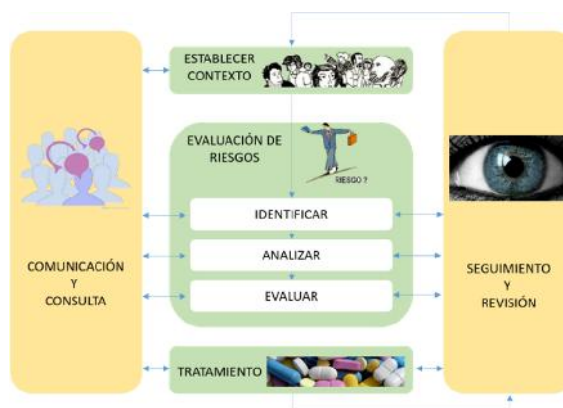 ESTABLECER
CONTEXTO
EVALUACIÓN DE
RIESGOS
RIESGO ?
IDENTIFICAR
ANALIZAR
EVALUAR
COMUNICACIÓN
Y
CONSULTA
SEGUIMIENTO
Y
REVISIÓN
TRATAMIENTO